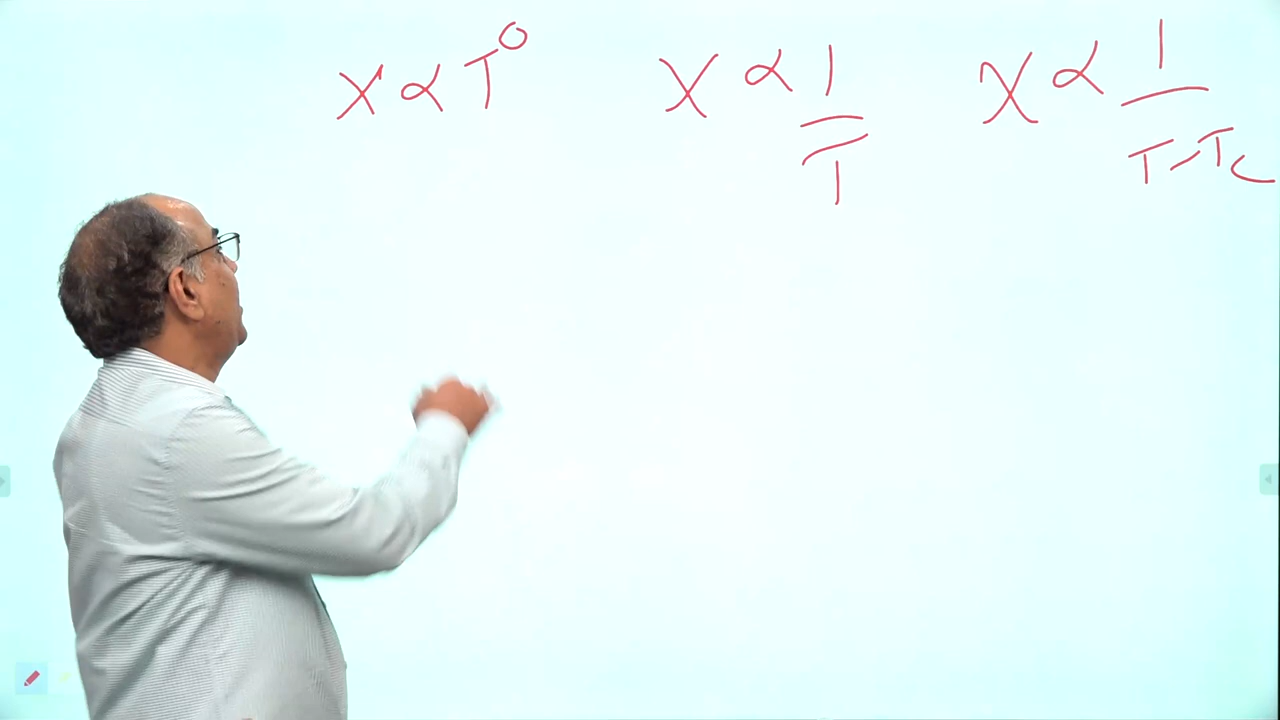 χ ∝ T⁰
χ ∝ 1/T
χ ∝ 1/(T-Tc)